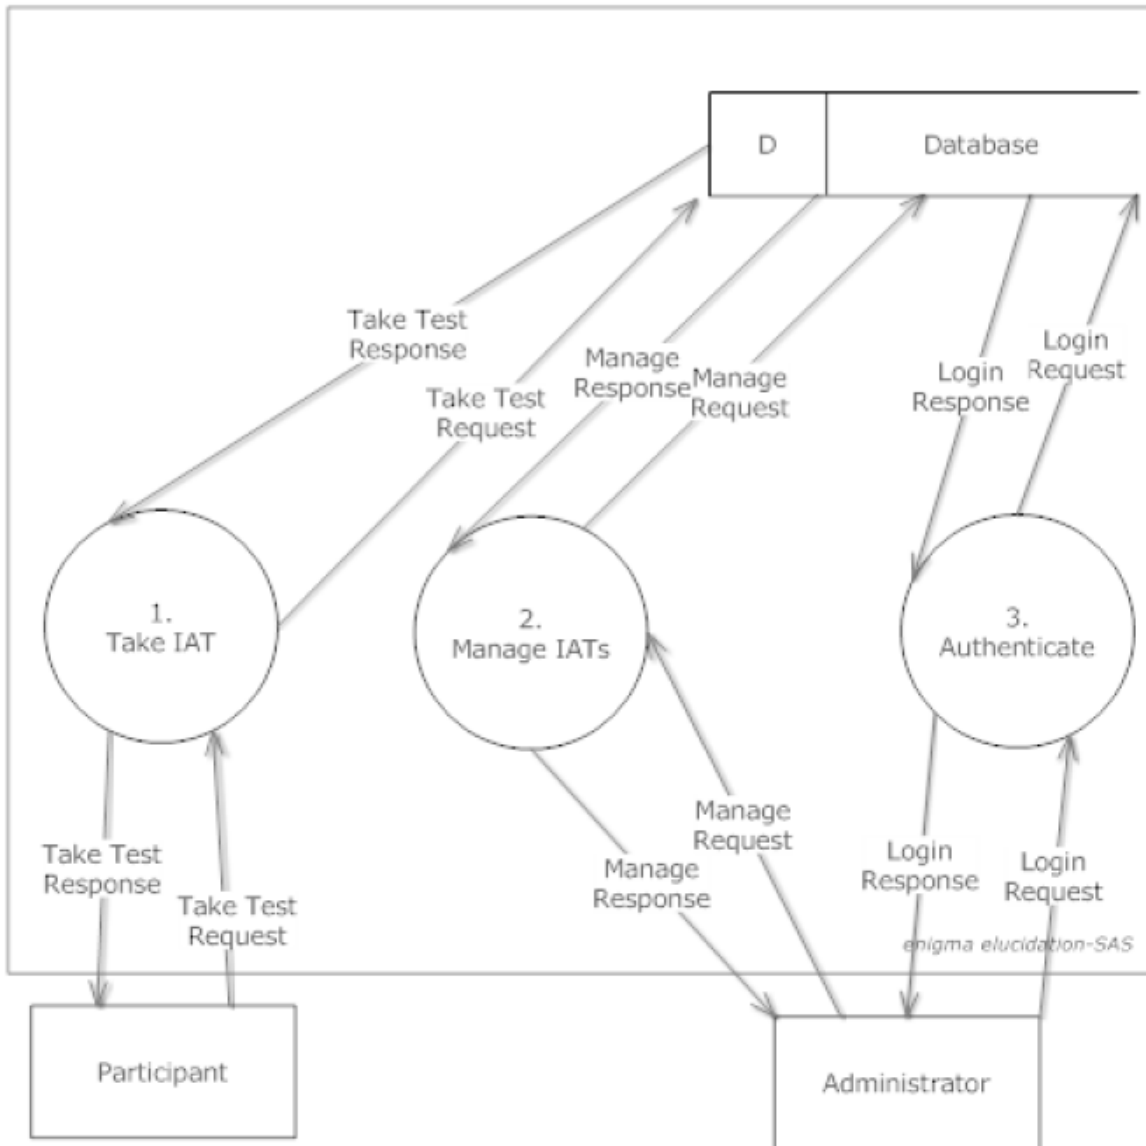 D
Database
Take Test
Response
Take Test
Request
Manage
Response
Manage
Request
Login
Response
Login
Request
1.
Take IAT
2.
Manage IATs
3.
Authenticate
Take Test
Response
Take Test
Request
Manage
Response
Manage
Request
Login
Response
Login
Request
enigma elucidation-SAS
Participant
Administrator